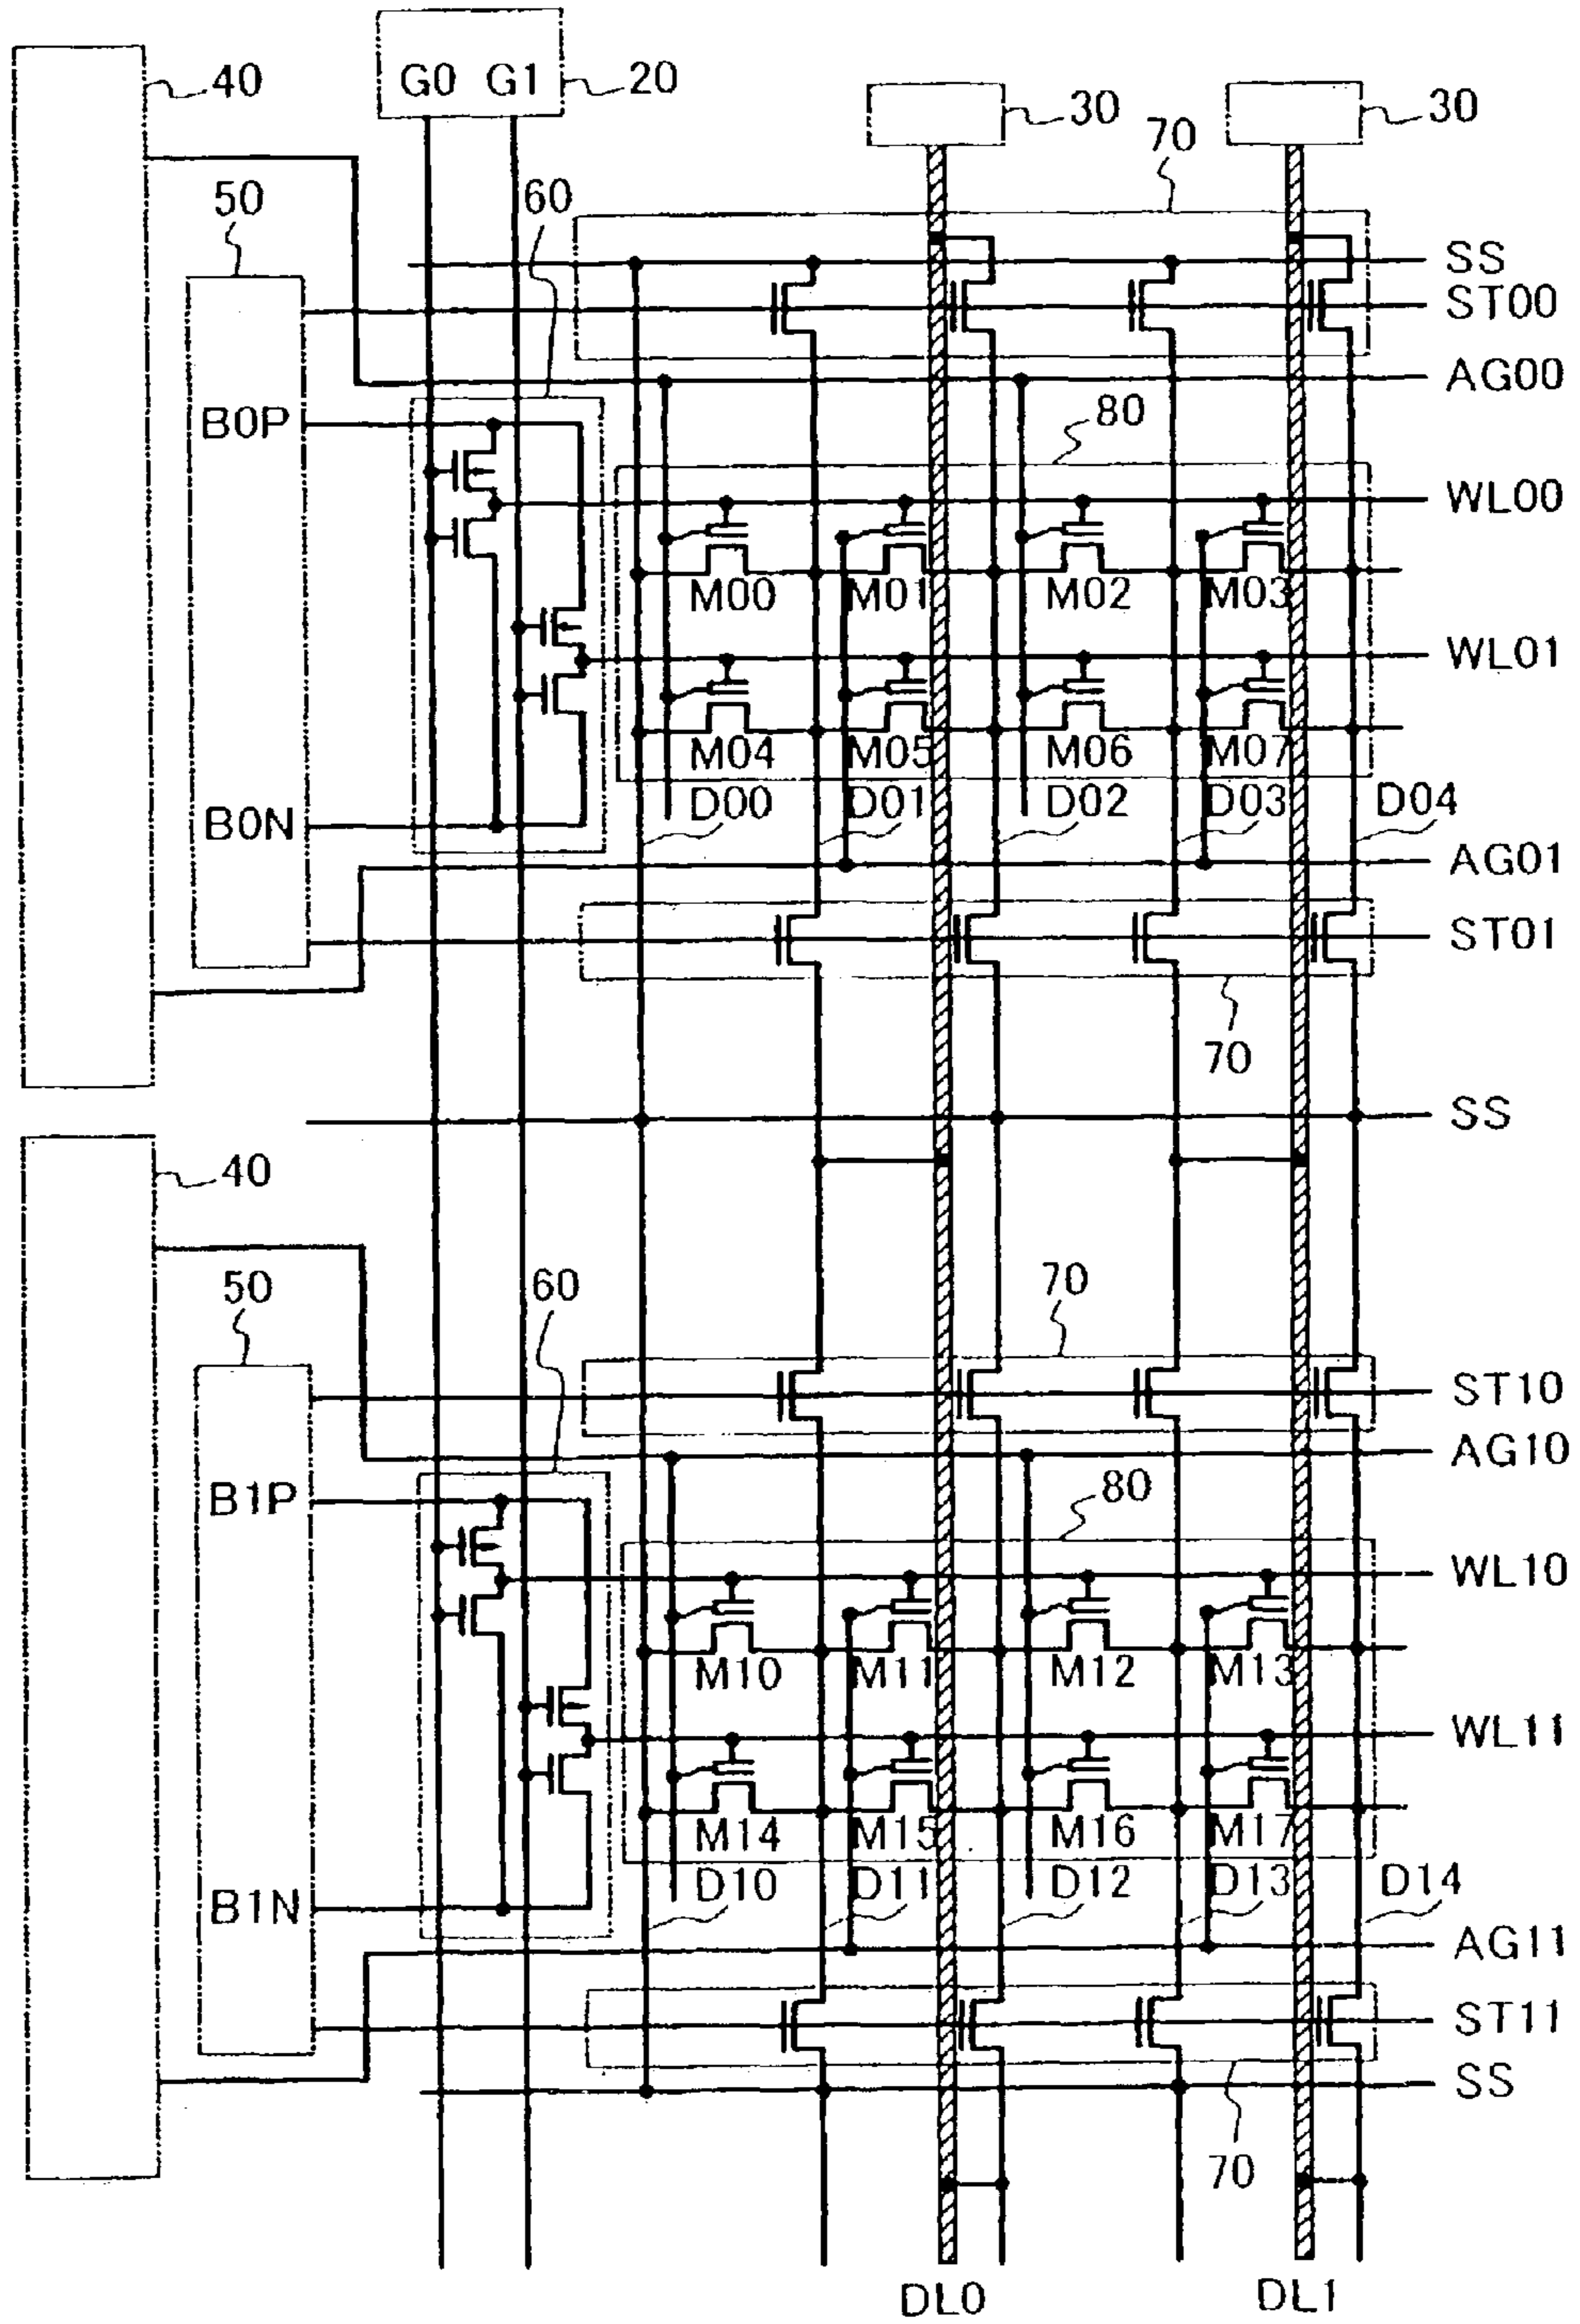 G0 G1
20
40
30
30
70
50
60
SS
ST00
AG00
B0P
80
WL00
M00 M01 M02 M03
WL01
M04 M05 M06 M07
D00 D01 D02 D03 D04
B0N
AG01
ST01
70
SS
40
50
60
70
ST10
AG10
B1P
80
WL10
M10 M11 M12 M13
WL11
M14 M15 M16 M17
D10 D11 D12 D13 D14
B1N
AG11
ST11
SS
70
DL0 DL1